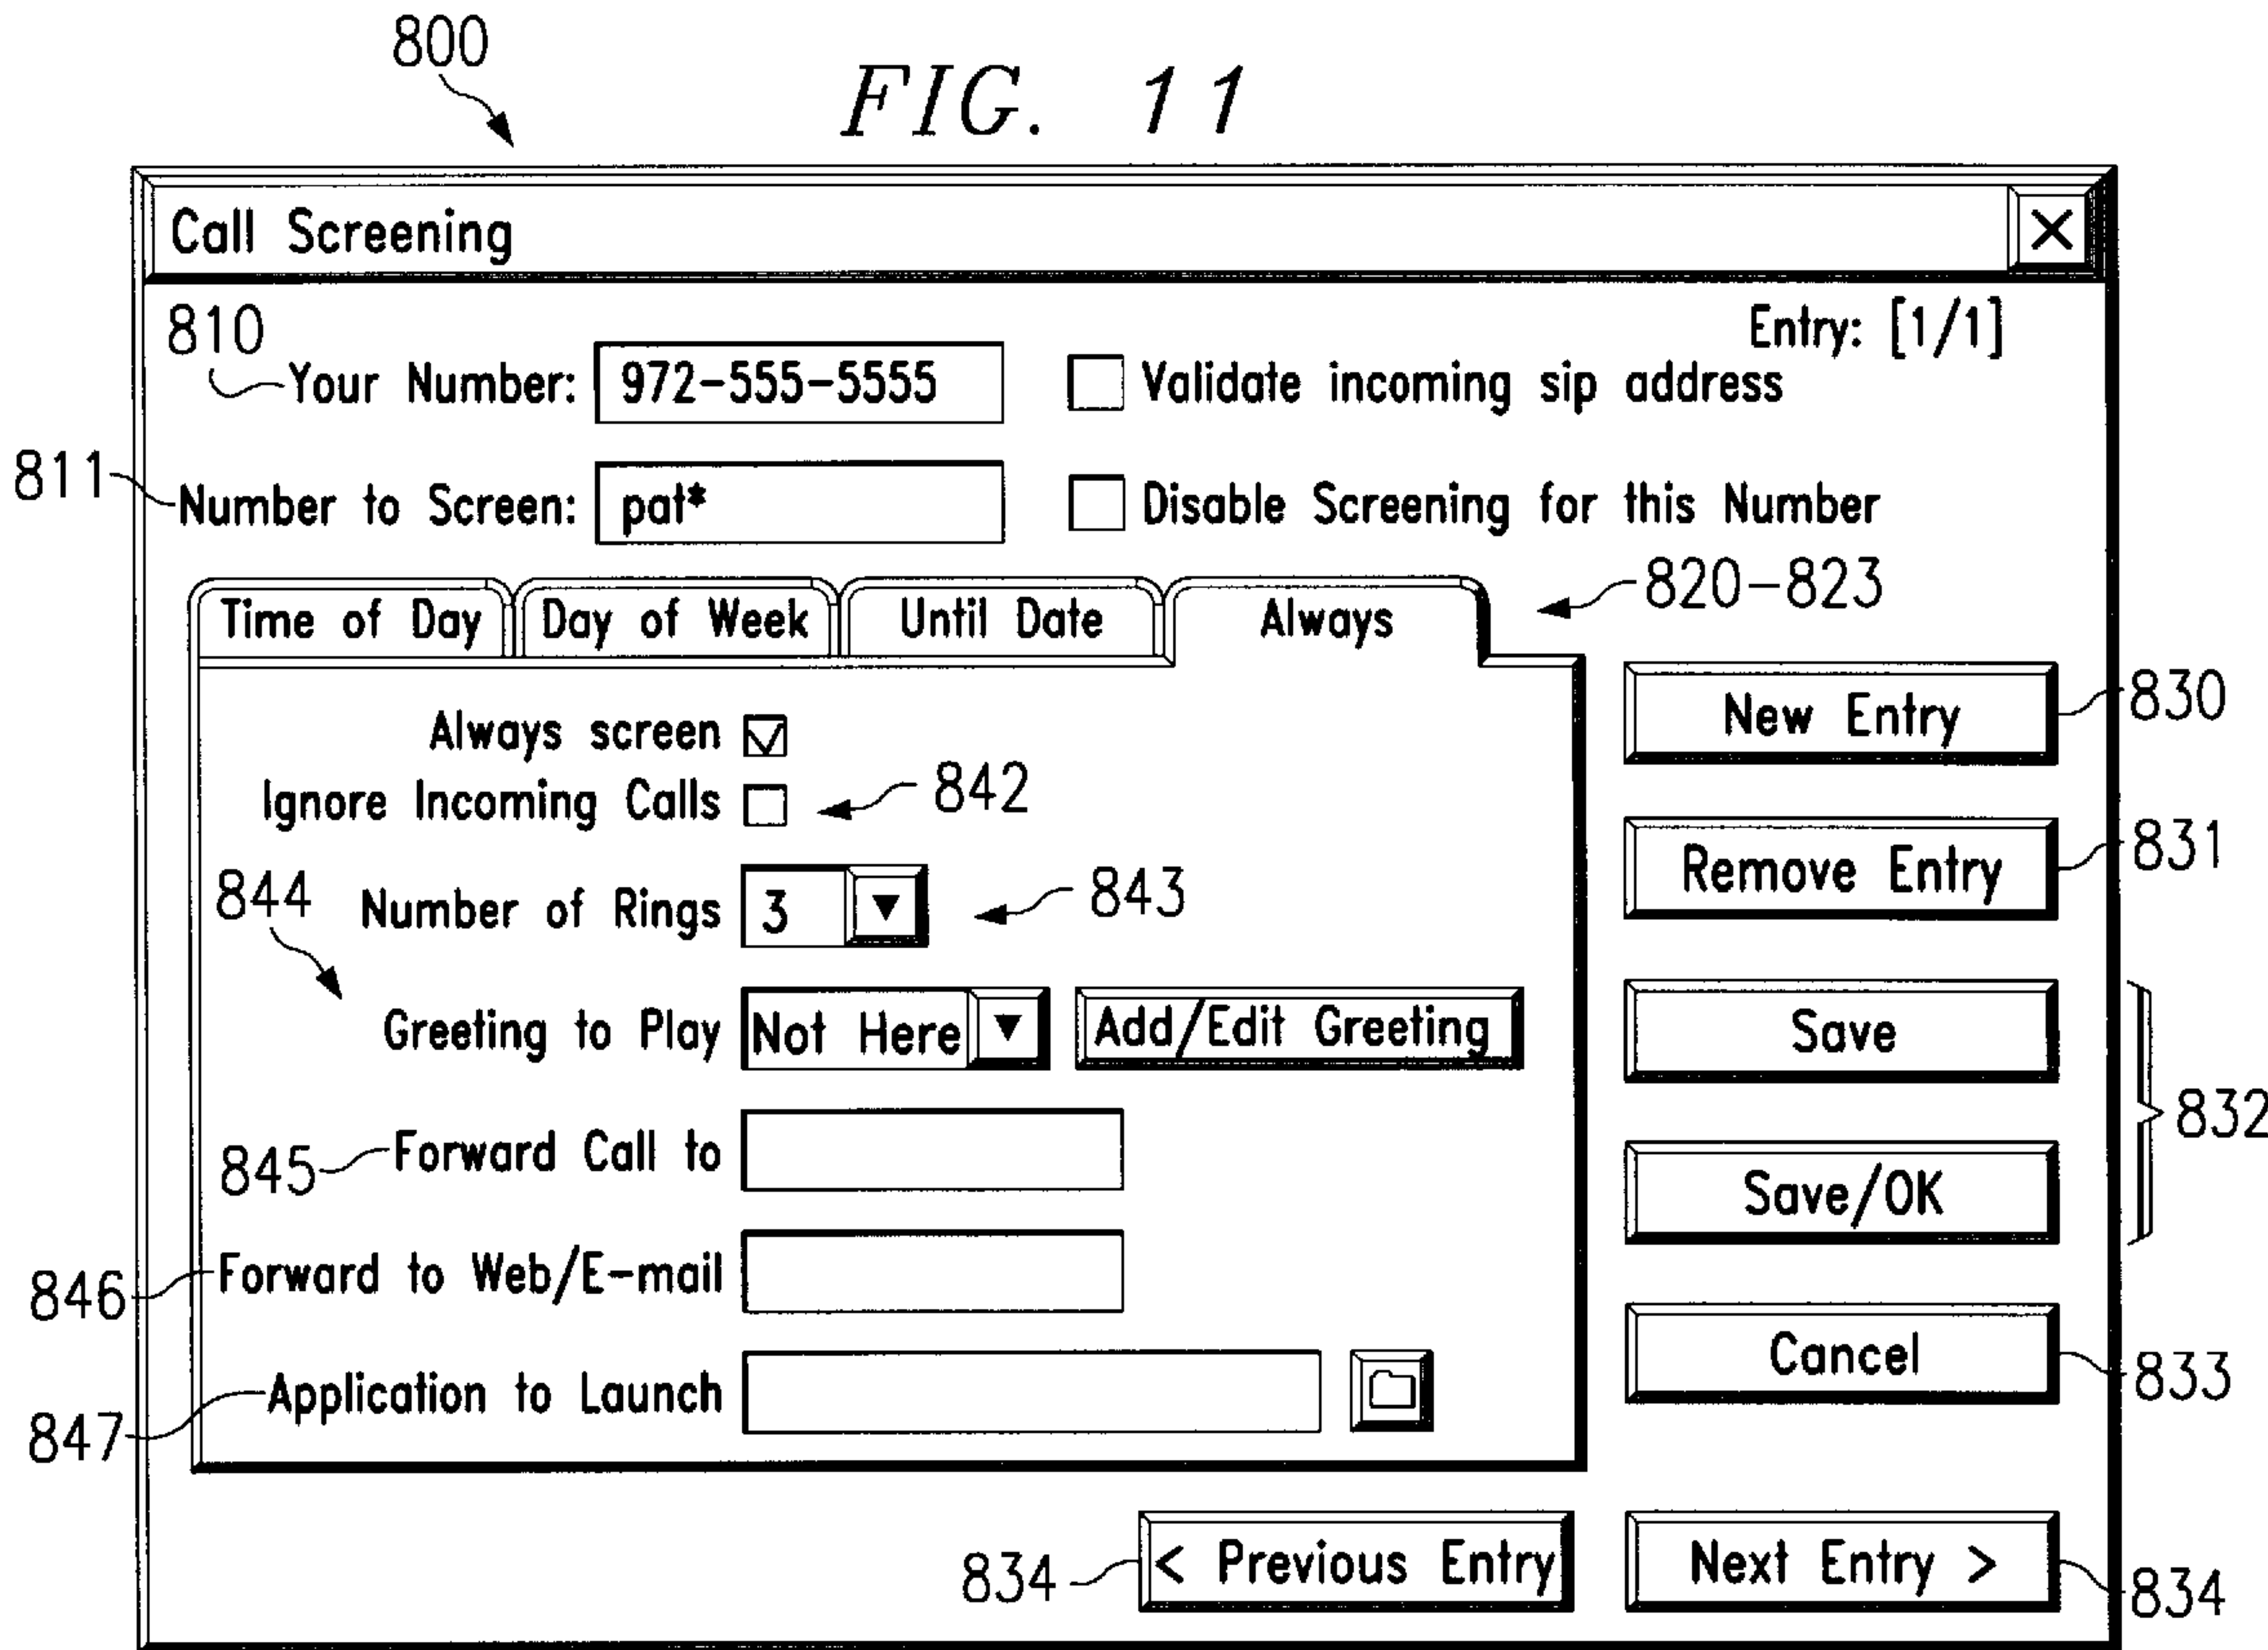 800
FIG. 11
Call Screening
Entry: [1/1]
810
Your Number: 972-555-5555 Validate incoming sip address
811 Number to Screen: pat* Disable Screening for this Number
820-823
Time of Day Day of Week Until Date Always
New Entry 830
Always screen
Ignore Incoming Calls 842
Remove Entry 831
844 Number of Rings 3 843
Greeting to Play Not Here Add/Edit Greeting Save
832
845 Forward Call to Save/OK
846 Forward to Web/E-mail
Cancel 833
847 Application to Launch
834 < Previous Entry Next Entry > 834